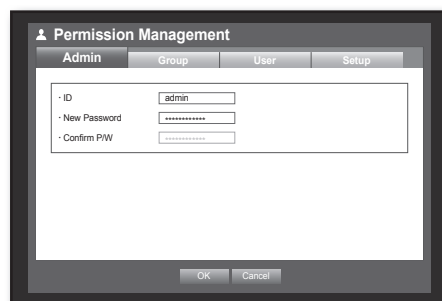 Permission Management
Admin Group User Setup
· ID admin
· New Password ************
· Confirm P/W ************
OK Cancel